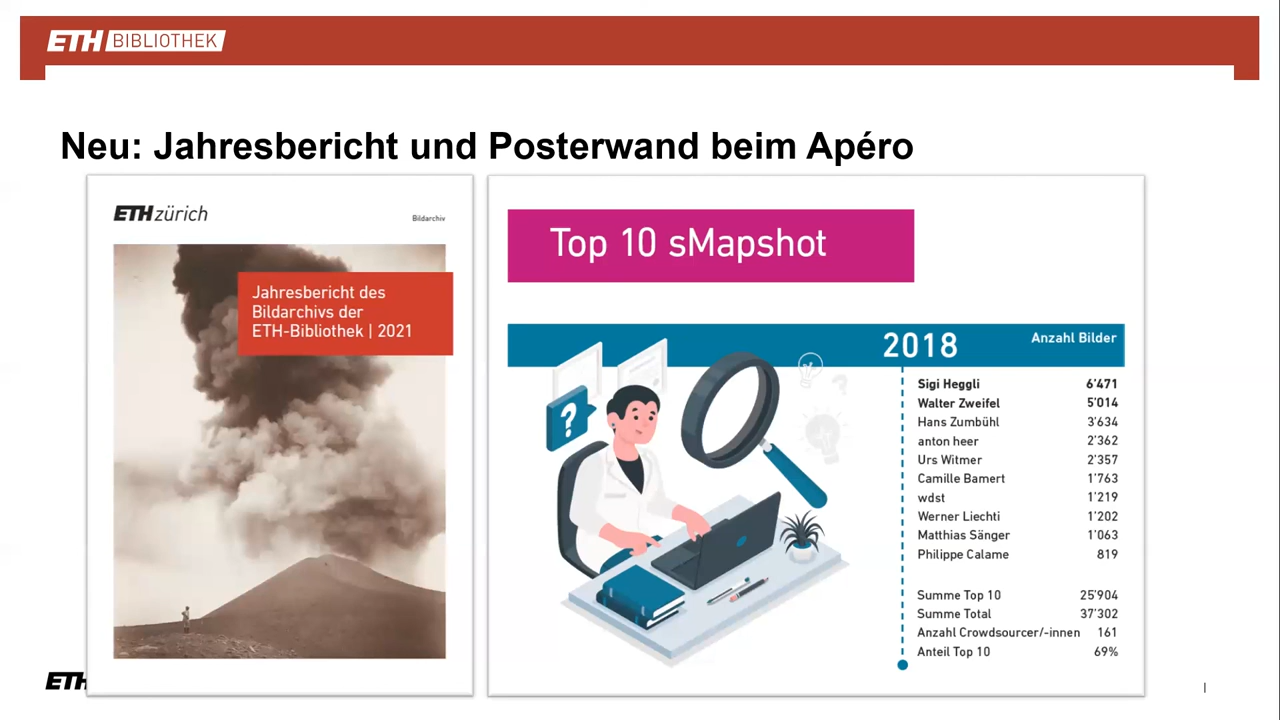 ETH BIBLIOTHEK
Neu: Jahresbericht und Posterwand beim Apéro
ETH zürich
Bildarchiv
Jahresbericht des
Bildarchivs der
ETH-Bibliothek | 2021
Top 10 sMapshot
2018 Anzahl Bilder
Sigi Heggli 6'471
Walter Zweifel 5'014
Hans Zumbühl 3'634
anton heer 2'362
Urs Witmer 2'357
Camille Bamert 1'763
wdst 1'219
Werner Liechti 1'202
Matthias Sänger 1'063
Philippe Calame 819
Summe Top 10 25'904
Summe Total 37'302
Anzahl Crowdsourcer/-innen 161
Anteil Top 10 69%
?
?
ETH
|